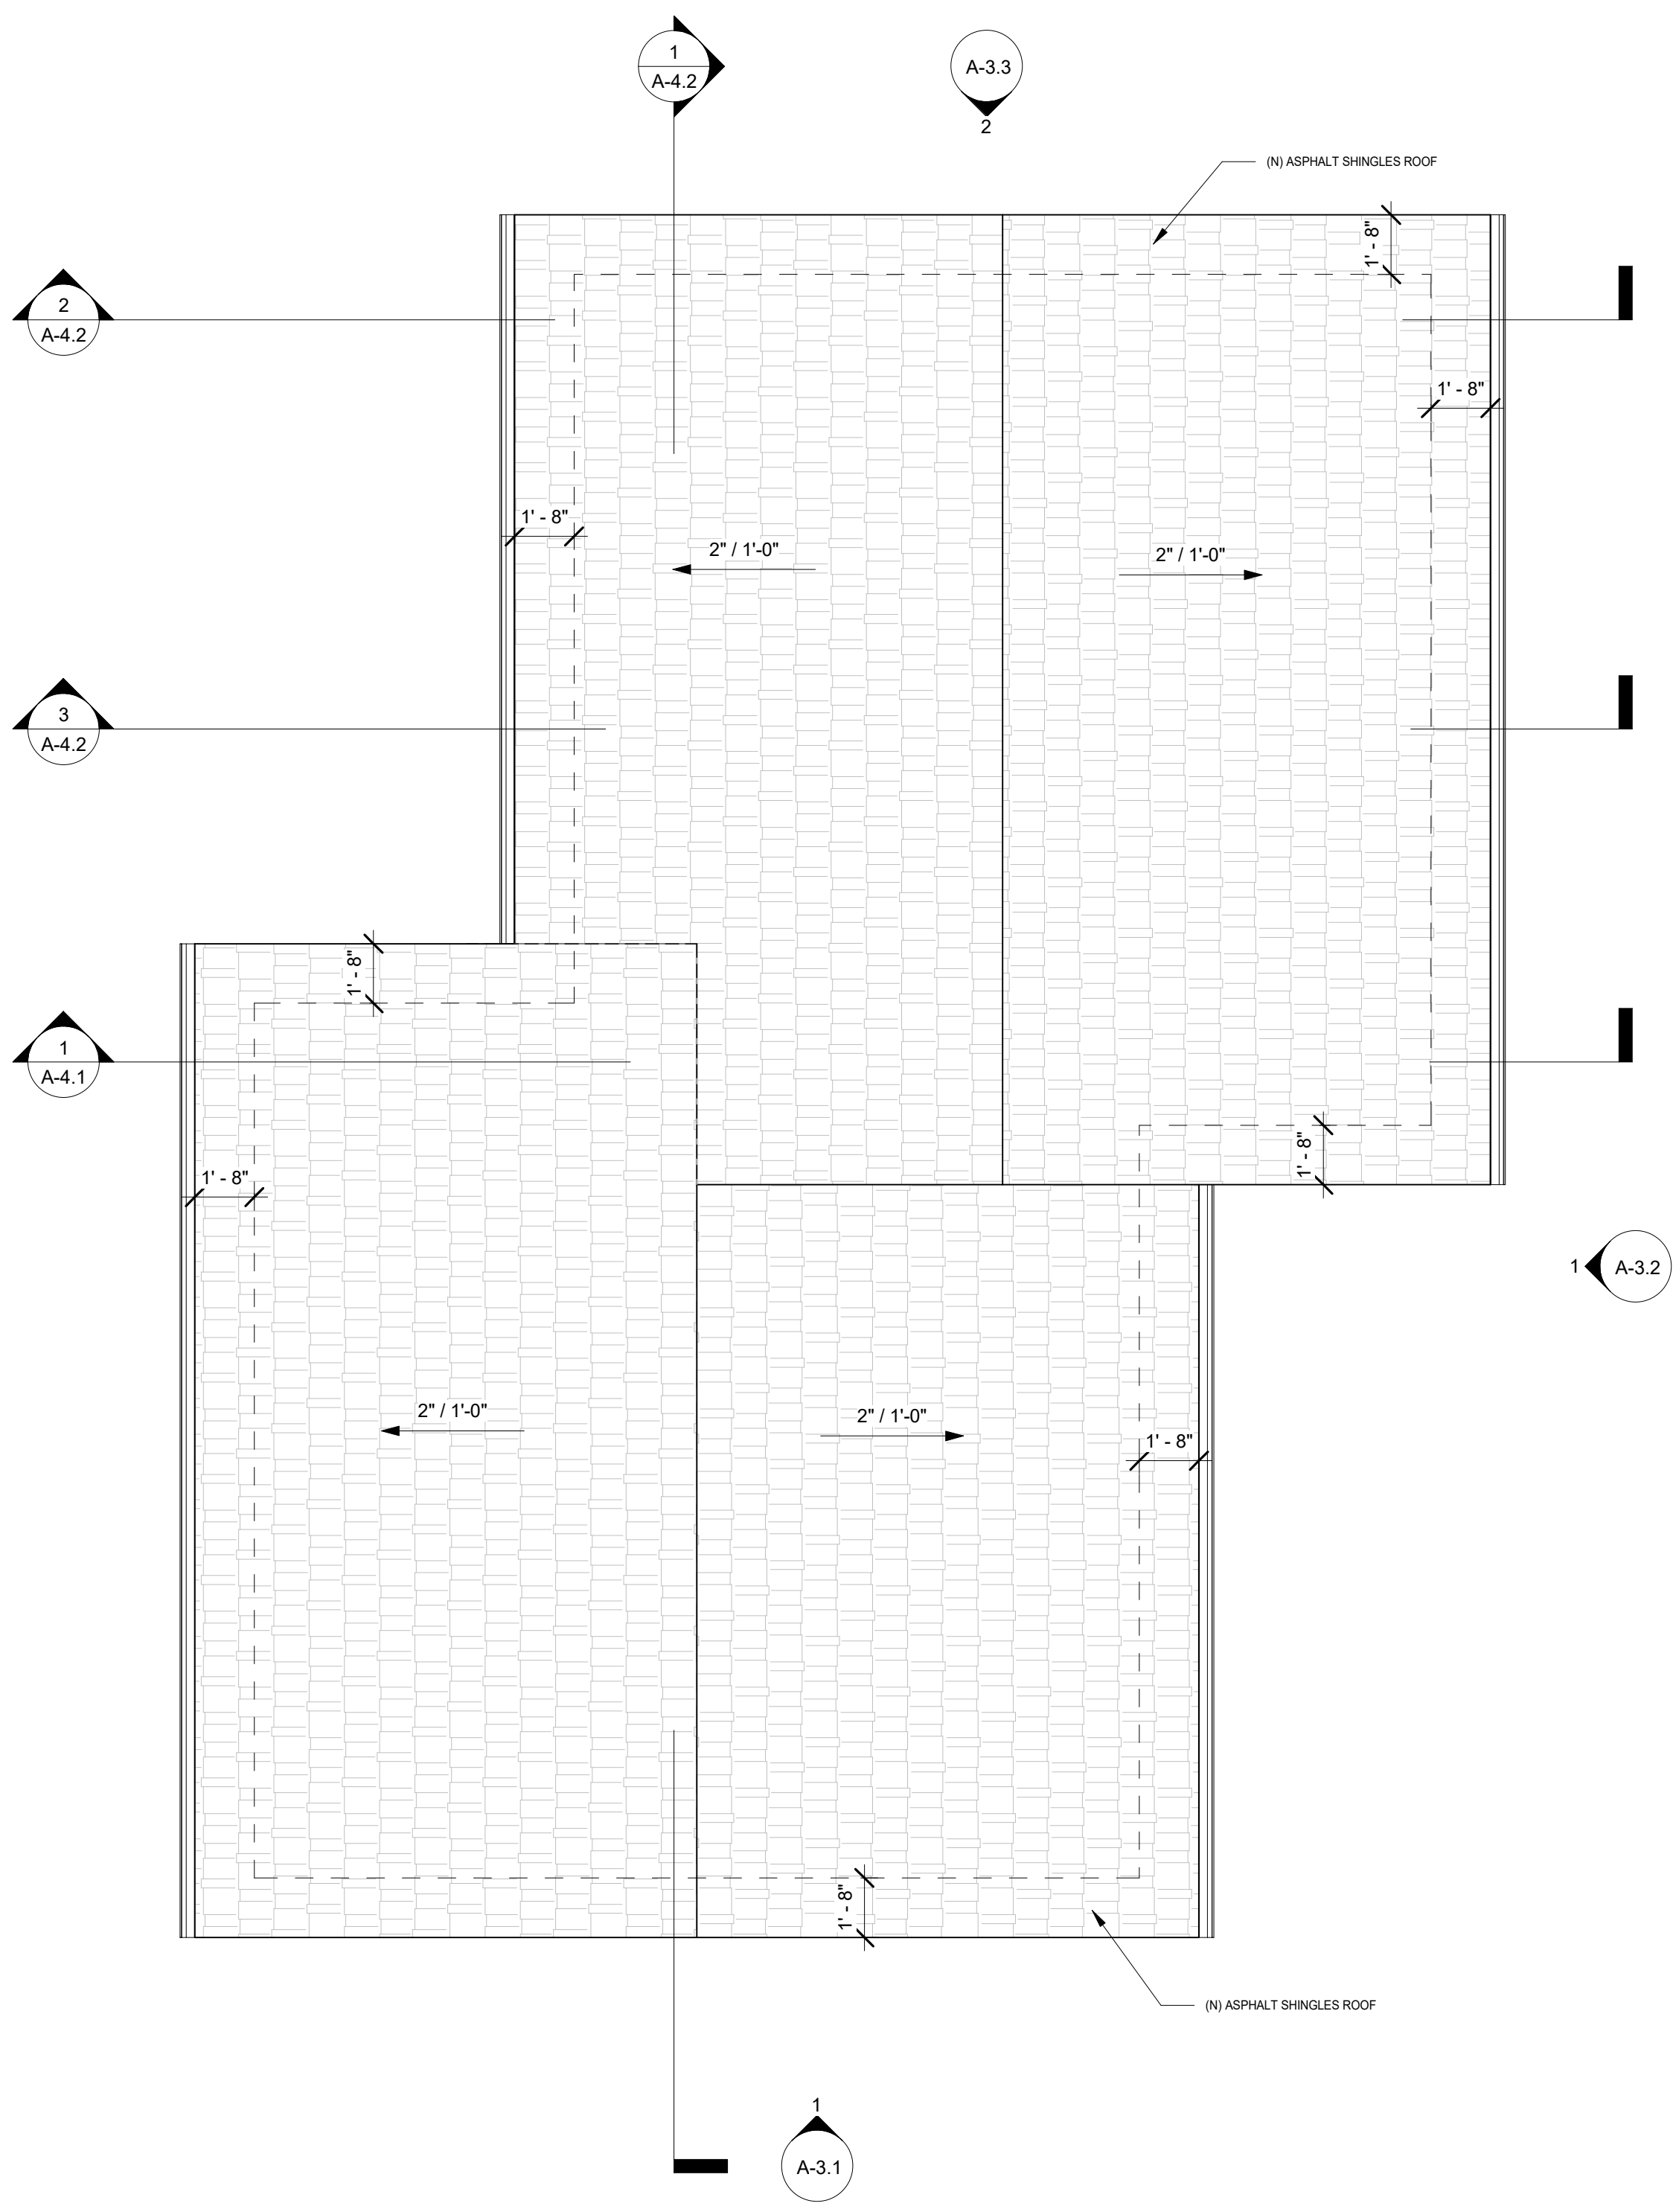 1
A-4.2
A-3.3
2
(N) ASPHALT SHINGLES ROOF
1' - 8"
2
A-4.2
1' - 8"
1' - 8"
2" / 1'-0"
2" / 1'-0"
3
A-4.2
1' - 8"
1
A-4.1
1' - 8"
1' - 8"
1
A-3.2
2" / 1'-0"
2" / 1'-0"
1' - 8"
1' - 8"
(N) ASPHALT SHINGLES ROOF
1
A-3.1